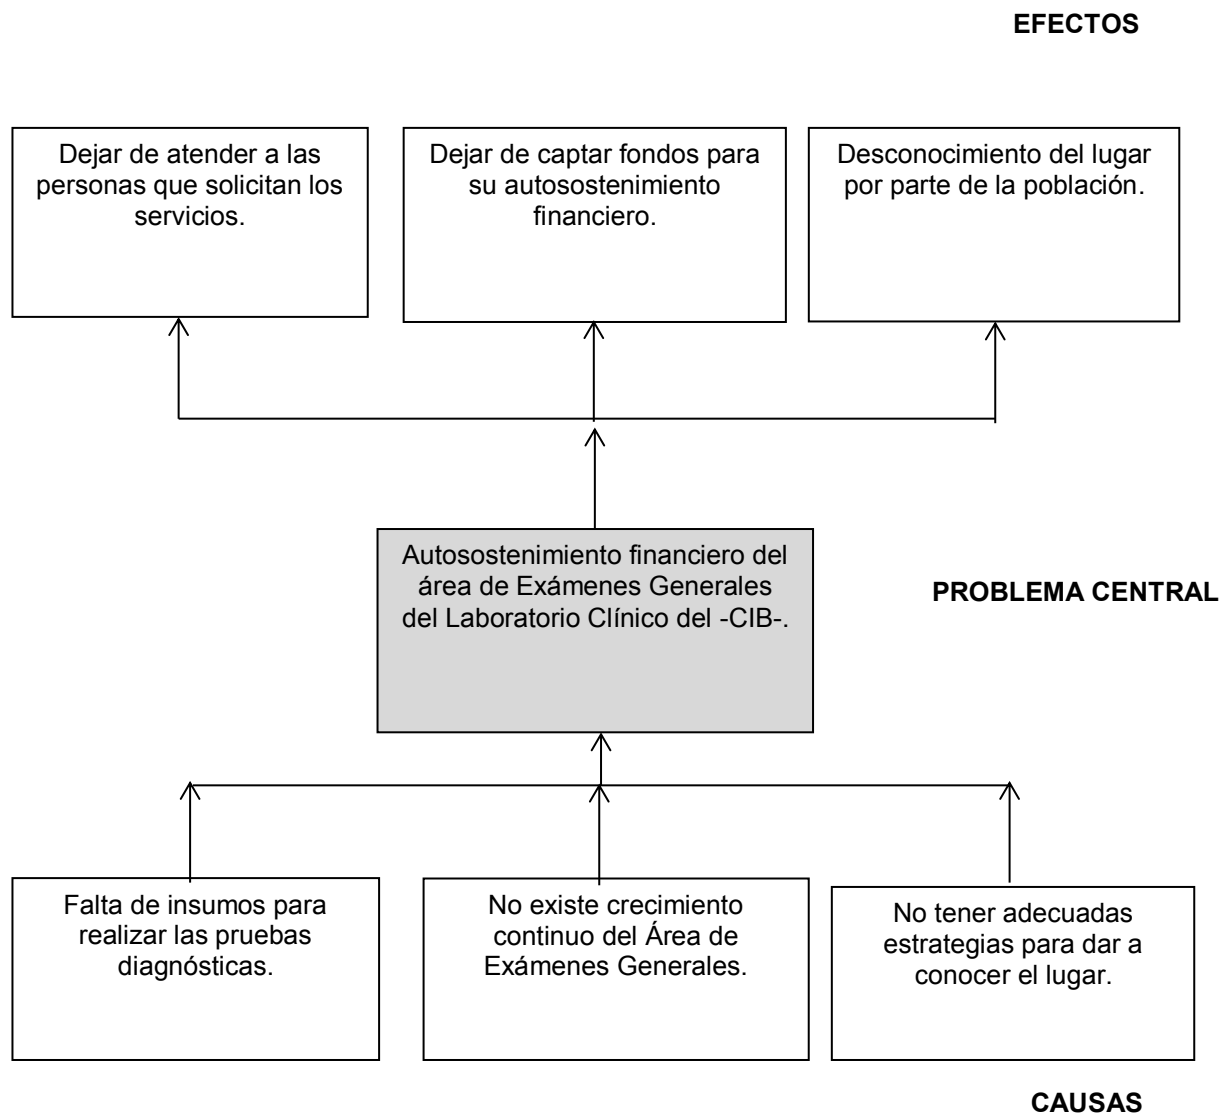 EFECTOS
Dejar de atender a las
personas que solicitan los
servicios.
Dejar de captar fondos para
su autosostenimiento
financiero.
Desconocimiento del lugar
por parte de la población.
Autosostenimiento financiero del
área de Exámenes Generales
del Laboratorio Clínico del -CIB-.
PROBLEMA CENTRAL
Falta de insumos para
realizar las pruebas
diagnósticas.
No existe crecimiento
continuo del Área de
Exámenes Generales.
No tener adecuadas
estrategias para dar a
conocer el lugar.
CAUSAS